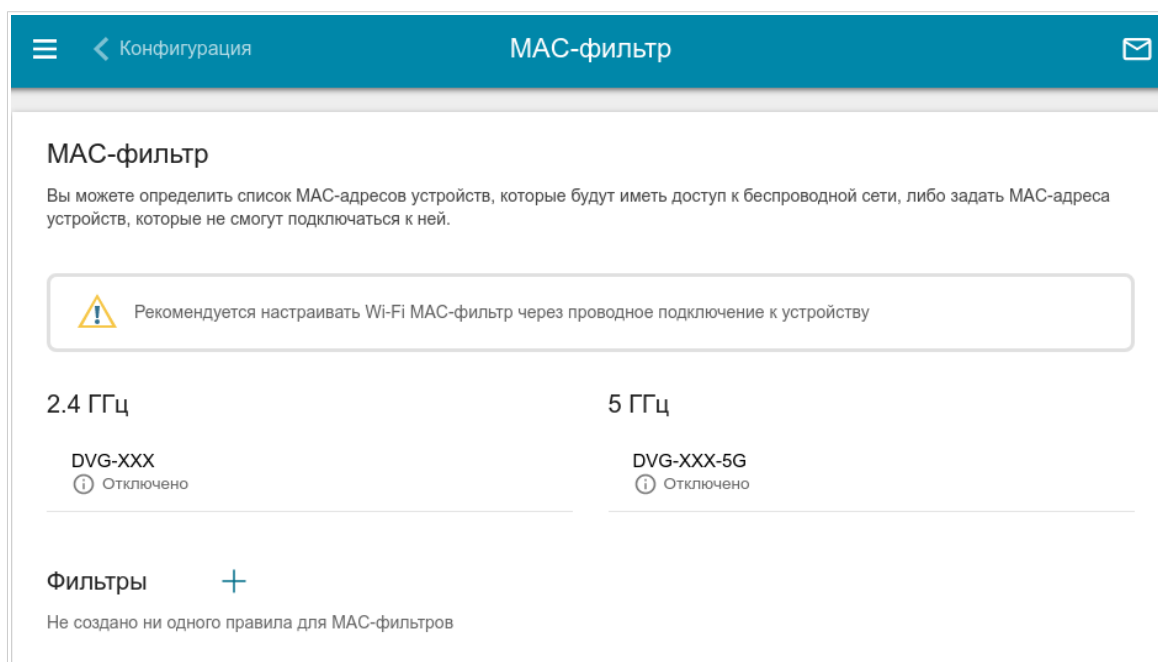 Конфигурация
MAC-фильтр
MAC-фильтр
Вы можете определить список MAC-адресов устройств, которые будут иметь доступ к беспроводной сети, либо задать MAC-адреса
устройств, которые не смогут подключаться к ней.
Рекомендуется настраивать Wi-Fi MAC-фильтр через проводное подключение к устройству
2.4 ГГц
5 ГГц
DVG-XXX
DVG-XXX-5G
Отключено
Отключено
Фильтры
Не создано ни одного правила для MAC-фильтров